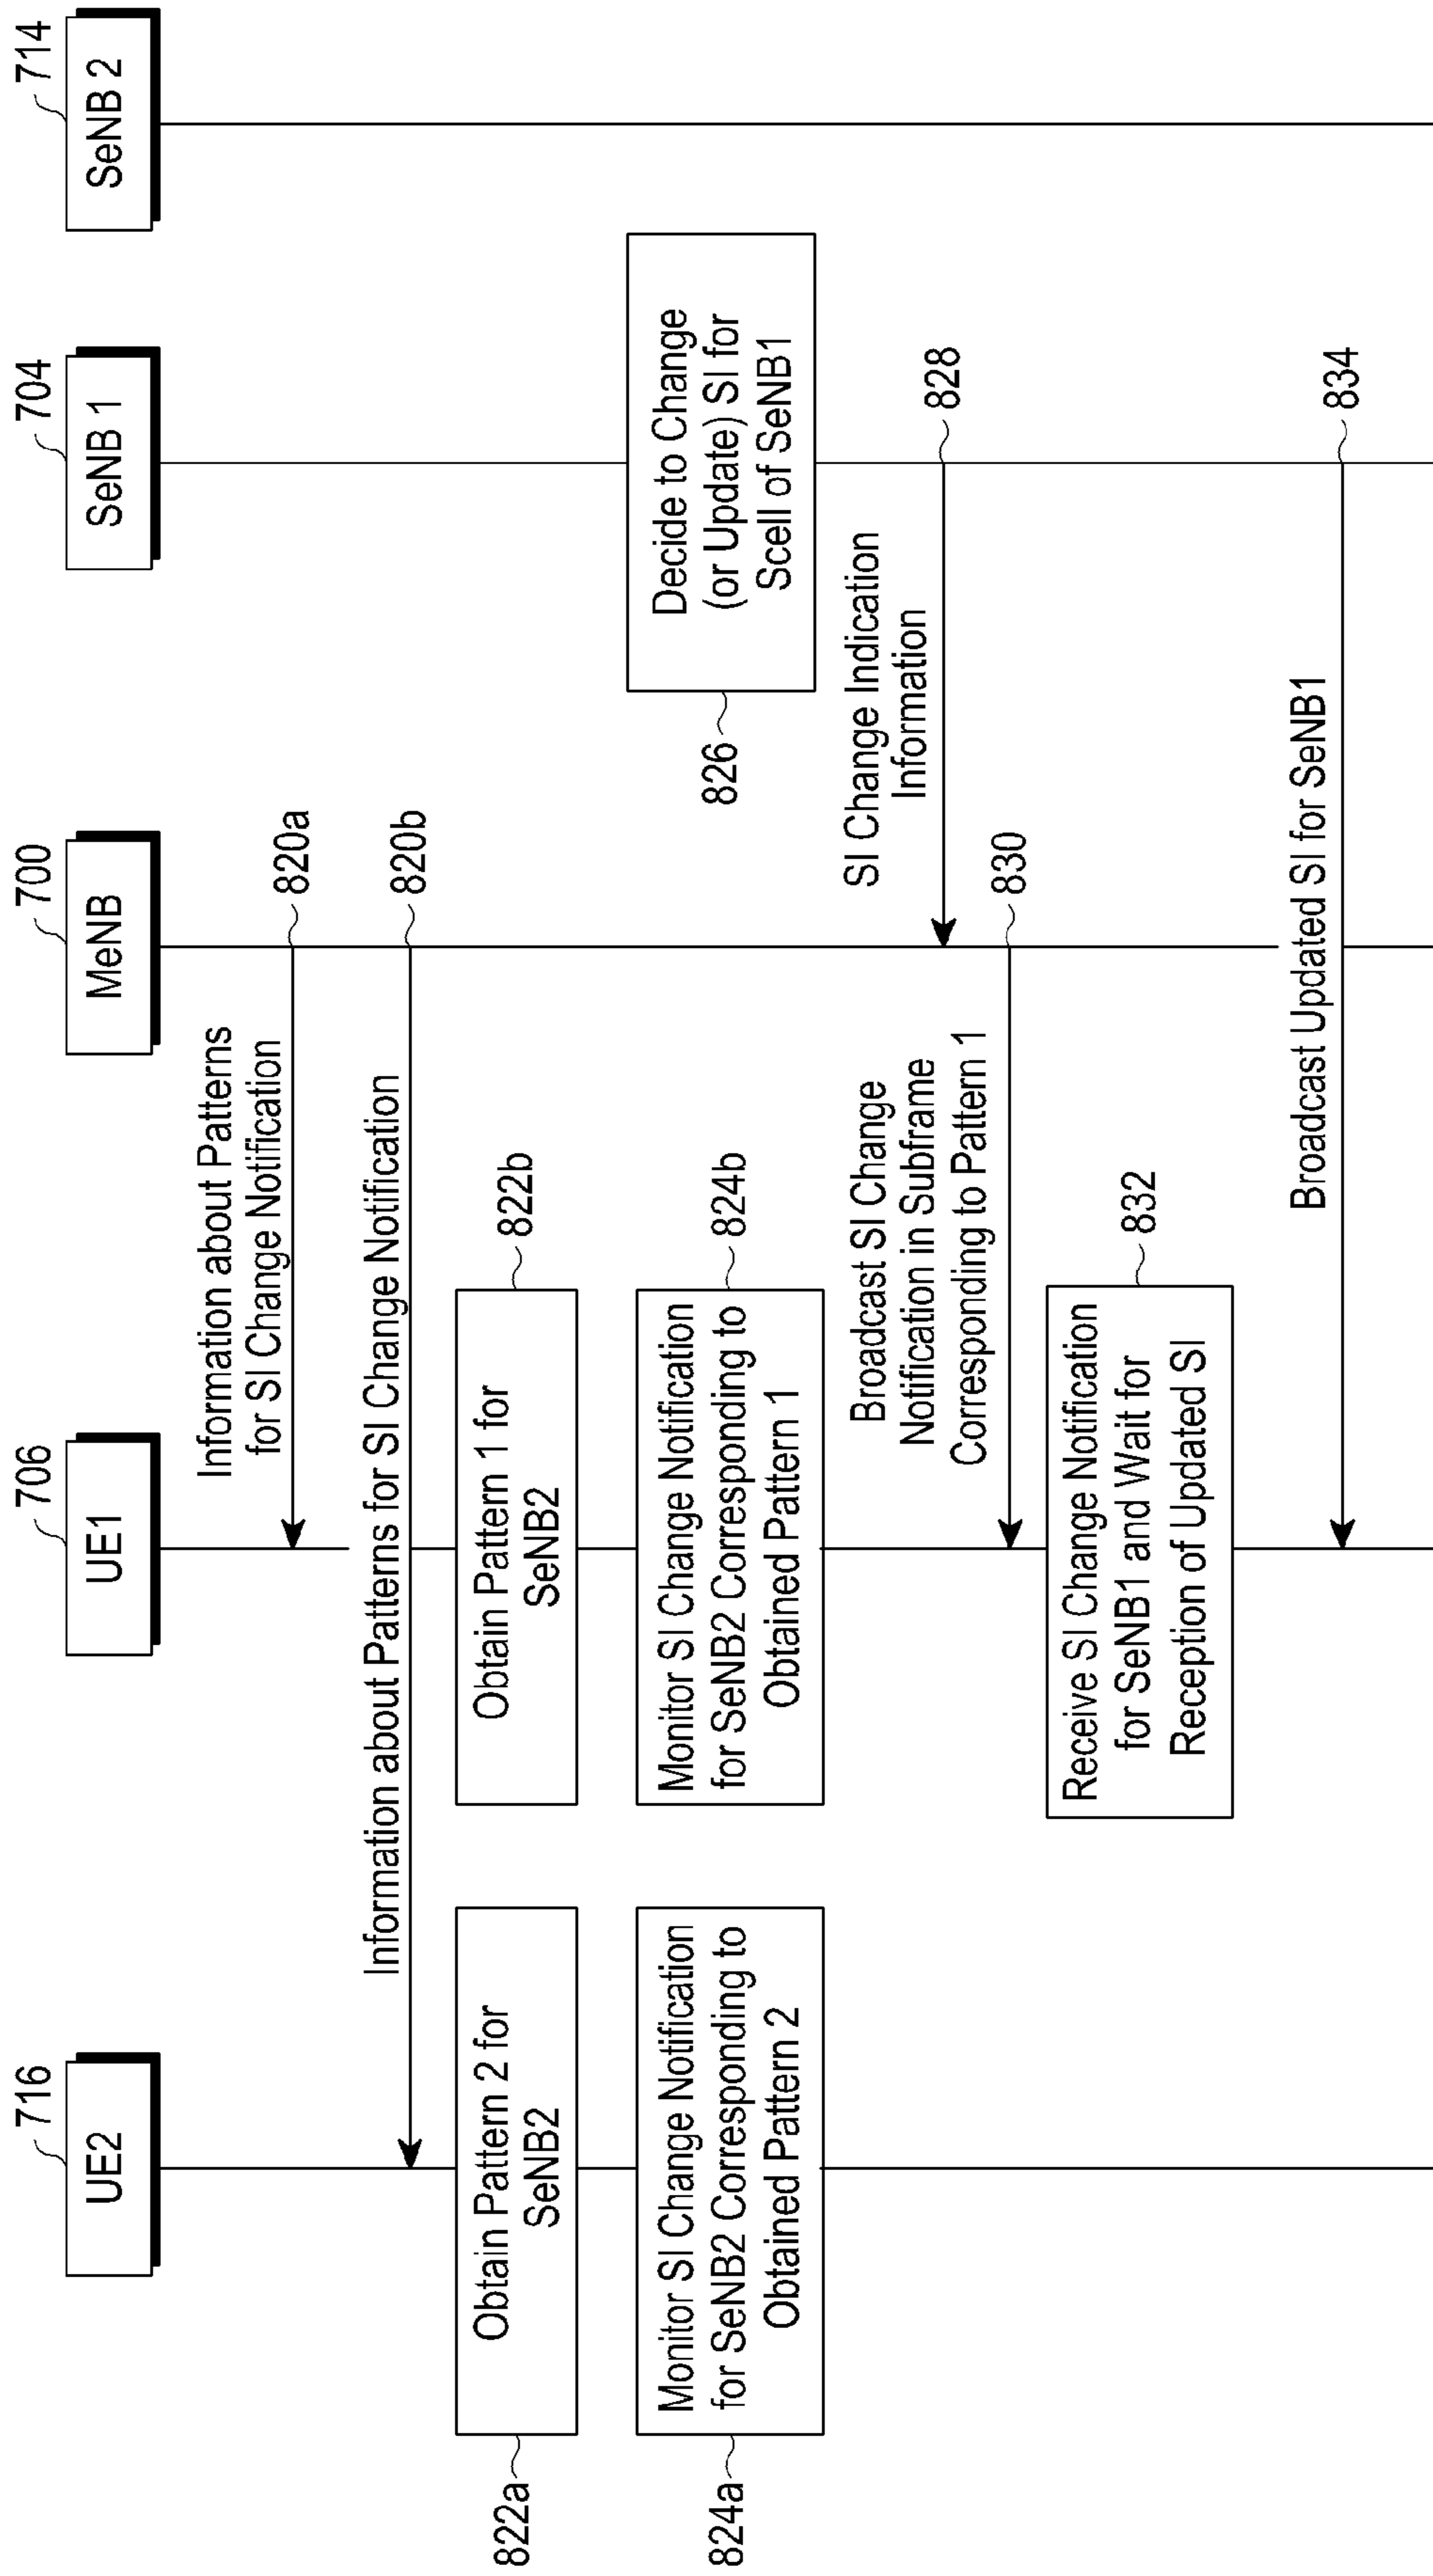 716
706
700
704
714
UE2
UE1
MeNB
SeNB 1
SeNB 2
Information about Patterns
for SI Change Notification
820a
Information about Patterns for SI Change Notification
820b
822a
Obtain Pattern 2 for
SeNB2
Obtain Pattern 1 for
SeNB2
822b
824a
Monitor SI Change Notification
for SeNB2 Corresponding to
Obtained Pattern 2
Monitor SI Change Notification
for SeNB2 Corresponding to
Obtained Pattern 1
824b
826
Decide to Change
(or Update) SI for
Scell of SeNB1
SI Change Indication
Information
828
Broadcast SI Change
Notification in Subframe
Corresponding to Pattern 1
830
Receive SI Change Notification
for SeNB1 and Wait for
Reception of Updated SI
832
Broadcast Updated SI for SeNB1
834